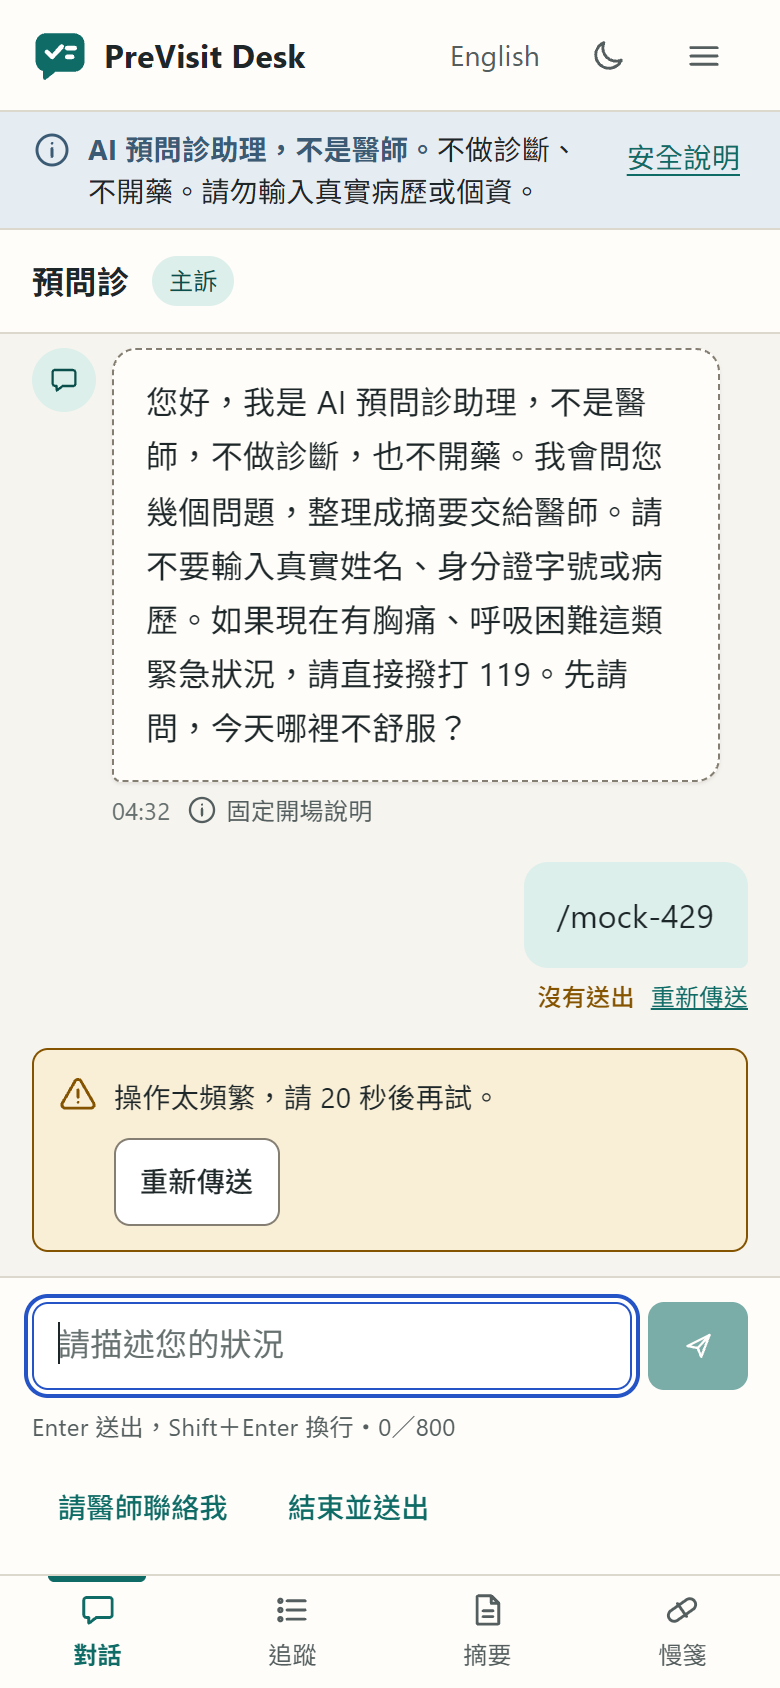 PreVisit Desk
English
AI 預問診助理，不是醫師。不做診斷、
不開藥。請勿輸入真實病歷或個資。
安全說明
預問診
主訴
您好，我是 AI 預問診助理，不是醫
師，不做診斷，也不開藥。我會問您
幾個問題，整理成摘要交給醫師。請
不要輸入真實姓名、身分證字號或病
歷。如果現在有胸痛、呼吸困難這類
緊急狀況，請直接撥打 119。先請
問，今天哪裡不舒服？
04:32 固定開場說明
/mock-429
沒有送出 重新傳送
操作太頻繁，請 20 秒後再試。
重新傳送
請描述您的狀況
Enter 送出，Shift＋Enter 換行・0／800
請醫師聯絡我 結束並送出
對話 追蹤 摘要 慢箋